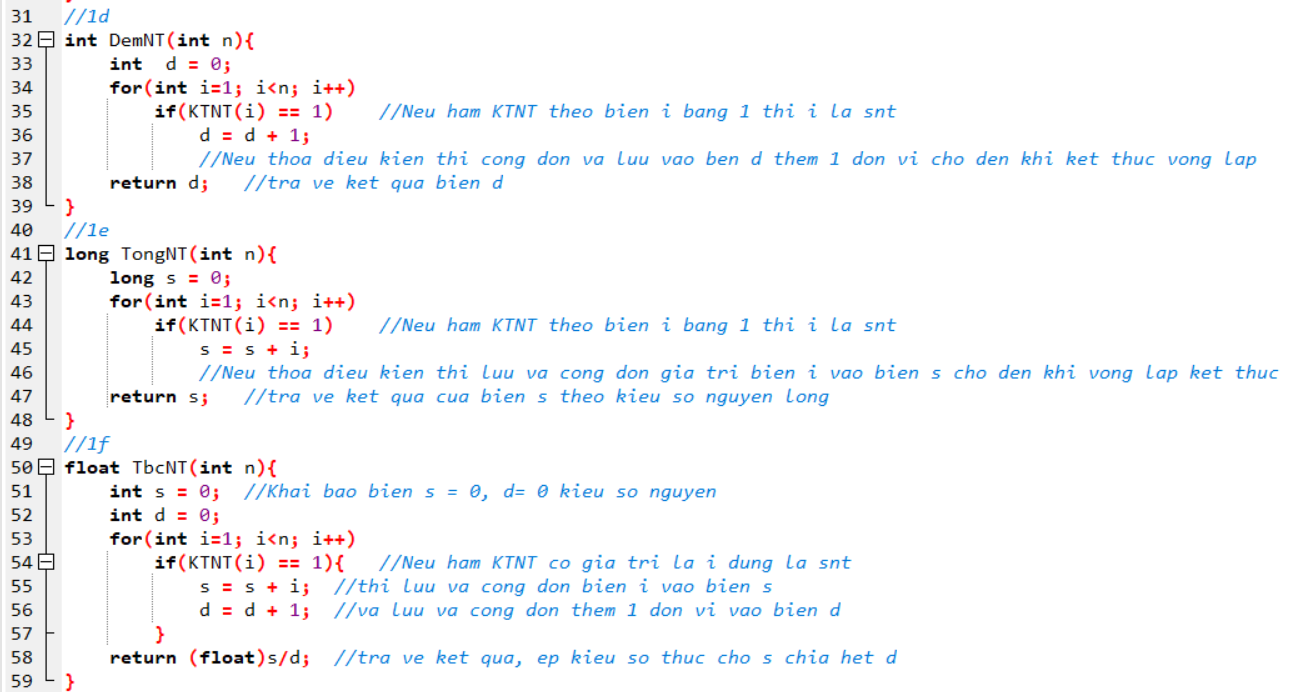 31 //1d
32 int DemNT(int n){
33 int d = 0;
34 for(int i=1; i<n; i++)
35 if(KTNT(i) == 1) //Neu ham KTNT theo bien i bang 1 thi i la snt
36 d = d + 1;
37 //Neu thoa dieu kien thi cong don va luu vao ben d them 1 don vi cho den khi ket thuc vong lap
38 return d; //tra ve ket qua bien d
39 }
40 //1e
41 long TongNT(int n){
42 long s = 0;
43 for(int i=1; i<n; i++)
44 if(KTNT(i) == 1) //Neu ham KTNT theo bien i bang 1 thi i la snt
45 s = s + i;
46 //Neu thoa dieu kien thi luu va cong don gia tri bien i vao bien s cho den khi vong lap ket thuc
47 return s; //tra ve ket qua cua bien s theo kieu so nguyen long
48 }
49 //1f
50 float TbcNT(int n){
51 int s = 0; //Khai bao bien s = 0, d= 0 kieu so nguyen
52 int d = 0;
53 for(int i=1; i<n; i++)
54 if(KTNT(i) == 1){ //Neu ham KTNT co gia tri la i dung la snt
55 s = s + i; //thi luu va cong don bien i vao bien s
56 d = d + 1; //va luu va cong don them 1 don vi vao bien d
57 }
58 return (float)s/d; //tra ve ket qua, ep kieu so thuc cho s chia het d
59 }